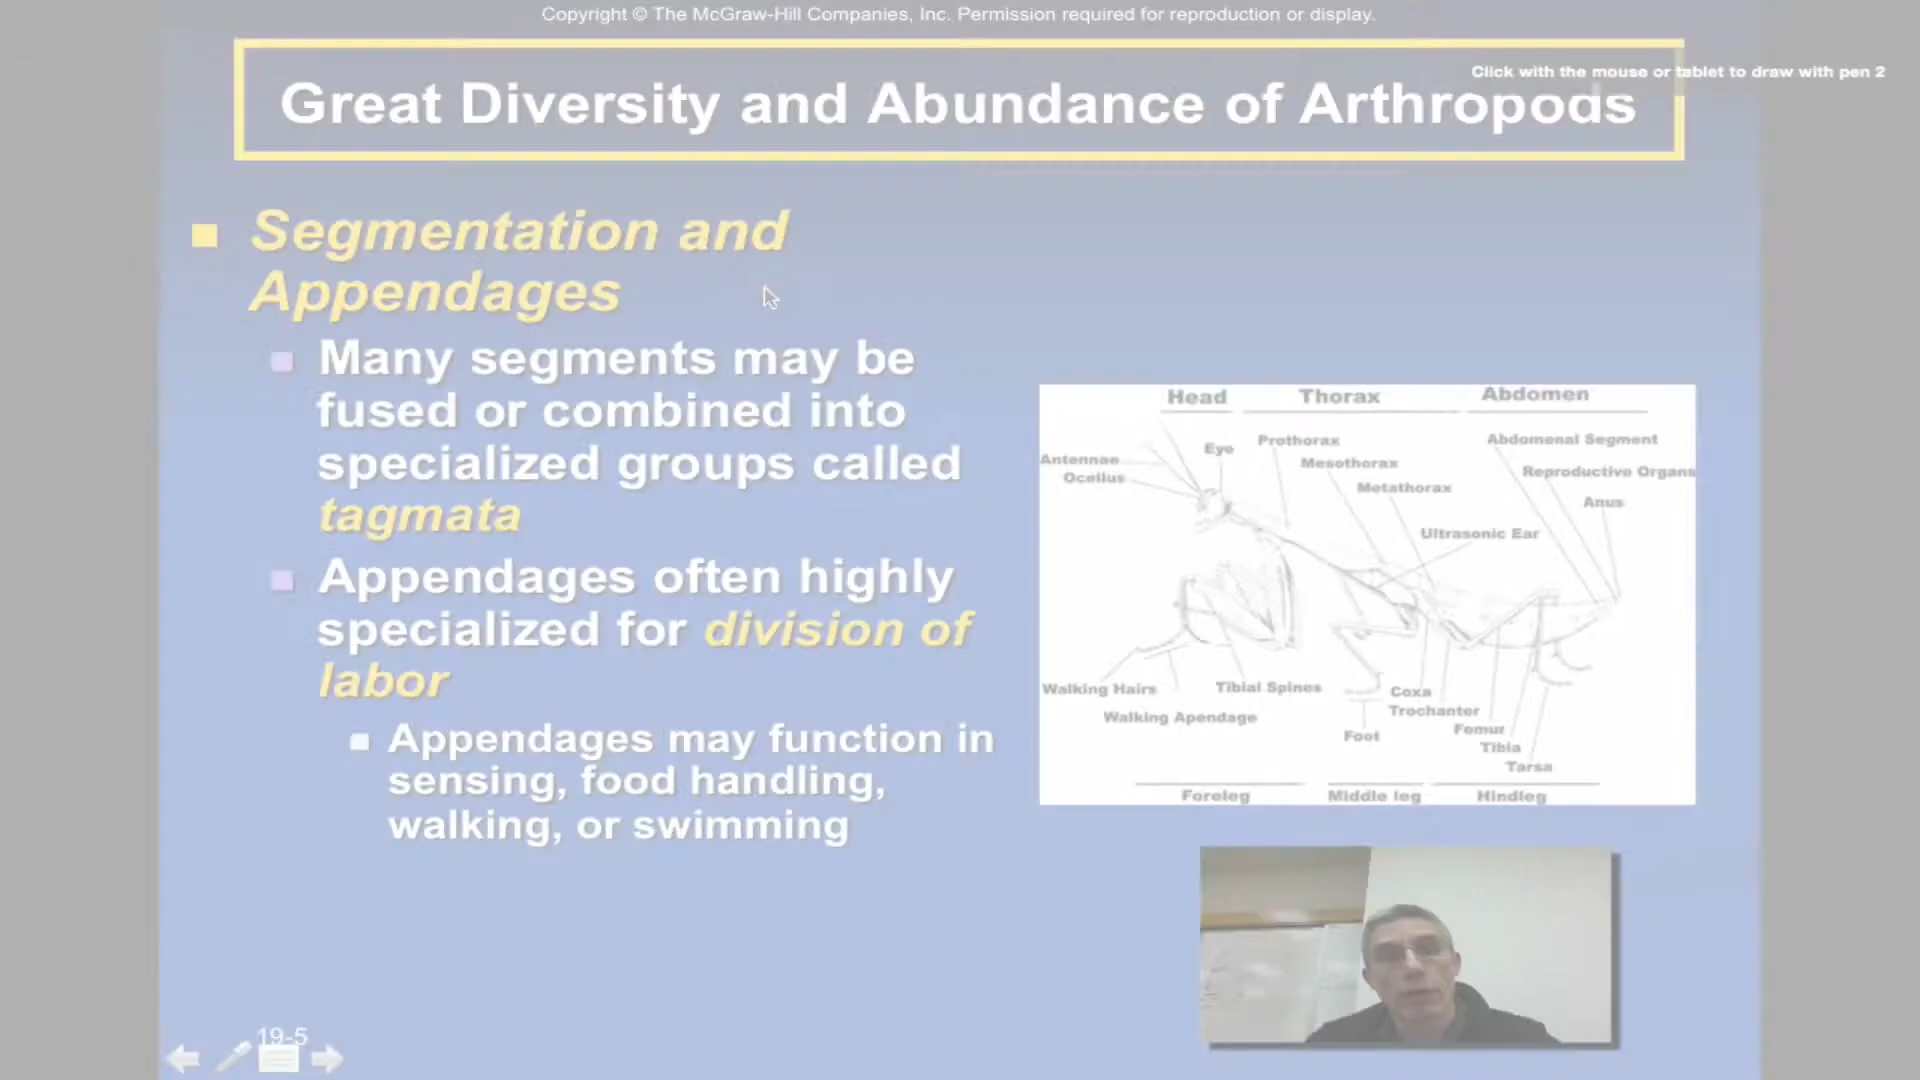 Copyright © The McGraw-Hill Companies, Inc. Permission required for reproduction or display.
Click with the mouse or tablet to draw with pen 2
Great Diversity and Abundance of Arthropods
Segmentation and
Appendages
Many segments may be
fused or combined into
specialized groups called
tagmata
Appendages often highly
specialized for division of
labor
Appendages may function in
sensing, food handling,
walking, or swimming
Head Thorax Abdomen
Eye Prothorax Abdomenal Segment
Antennae Mesothorax Reproductive Organs
Ocellus Metathorax Anus
Ultrasonic Ear
Walking Hairs Tibial Spines Coxa
Walking Apendage Trochanter
Foot Femur
Tibia
Tarsa
Foreleg Middle leg Hindleg
19-5